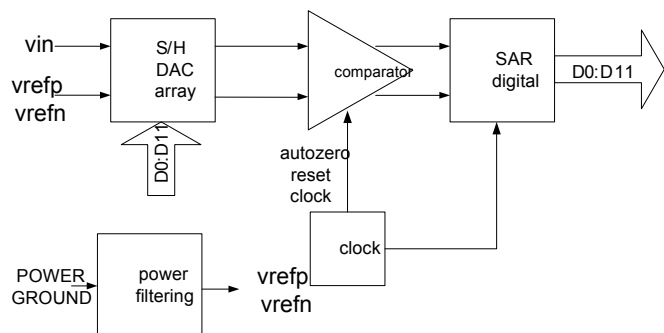 vin
vrefp
vrefn
S/H
DAC
array
D0:D11
comparator
SAR
digital
D0:D11
autozero
reset
clock
clock
POWER
GROUND
power
filtering
vrefp
vrefn